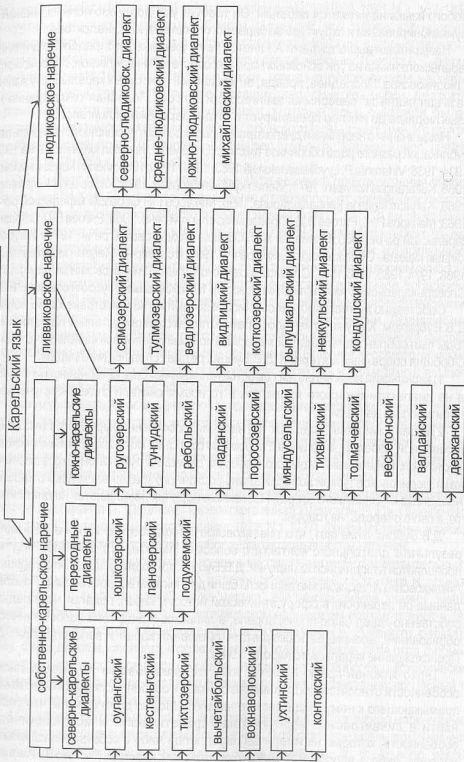 Карельский язык
собственно-карельское наречие
ливвиковское наречие
людиковское наречие
северно-карельские
диалекты
оулангский
кестеньгский
тихтозерский
вычетайбольский
вокнаволокский
ухтинский
контокский
переходные
диалекты
юшкозерский
панозерский
подужемский
южно-карельские
диалекты
ругозерский
тунгудский
ребольский
паданский
поросозерский
мяндусельгский
тихвинский
толмачевский
весьегонский
валдайский
держанский
сямозерский диалект
тулмозерский диалект
ведлозерский диалект
видлицкий диалект
коткозерский диалект
рыпушкальский диалект
неккульский диалект
кондушский диалект
северно-людиковск. диалект
средне-людиковский диалект
южно-людиковский диалект
михайловский диалект